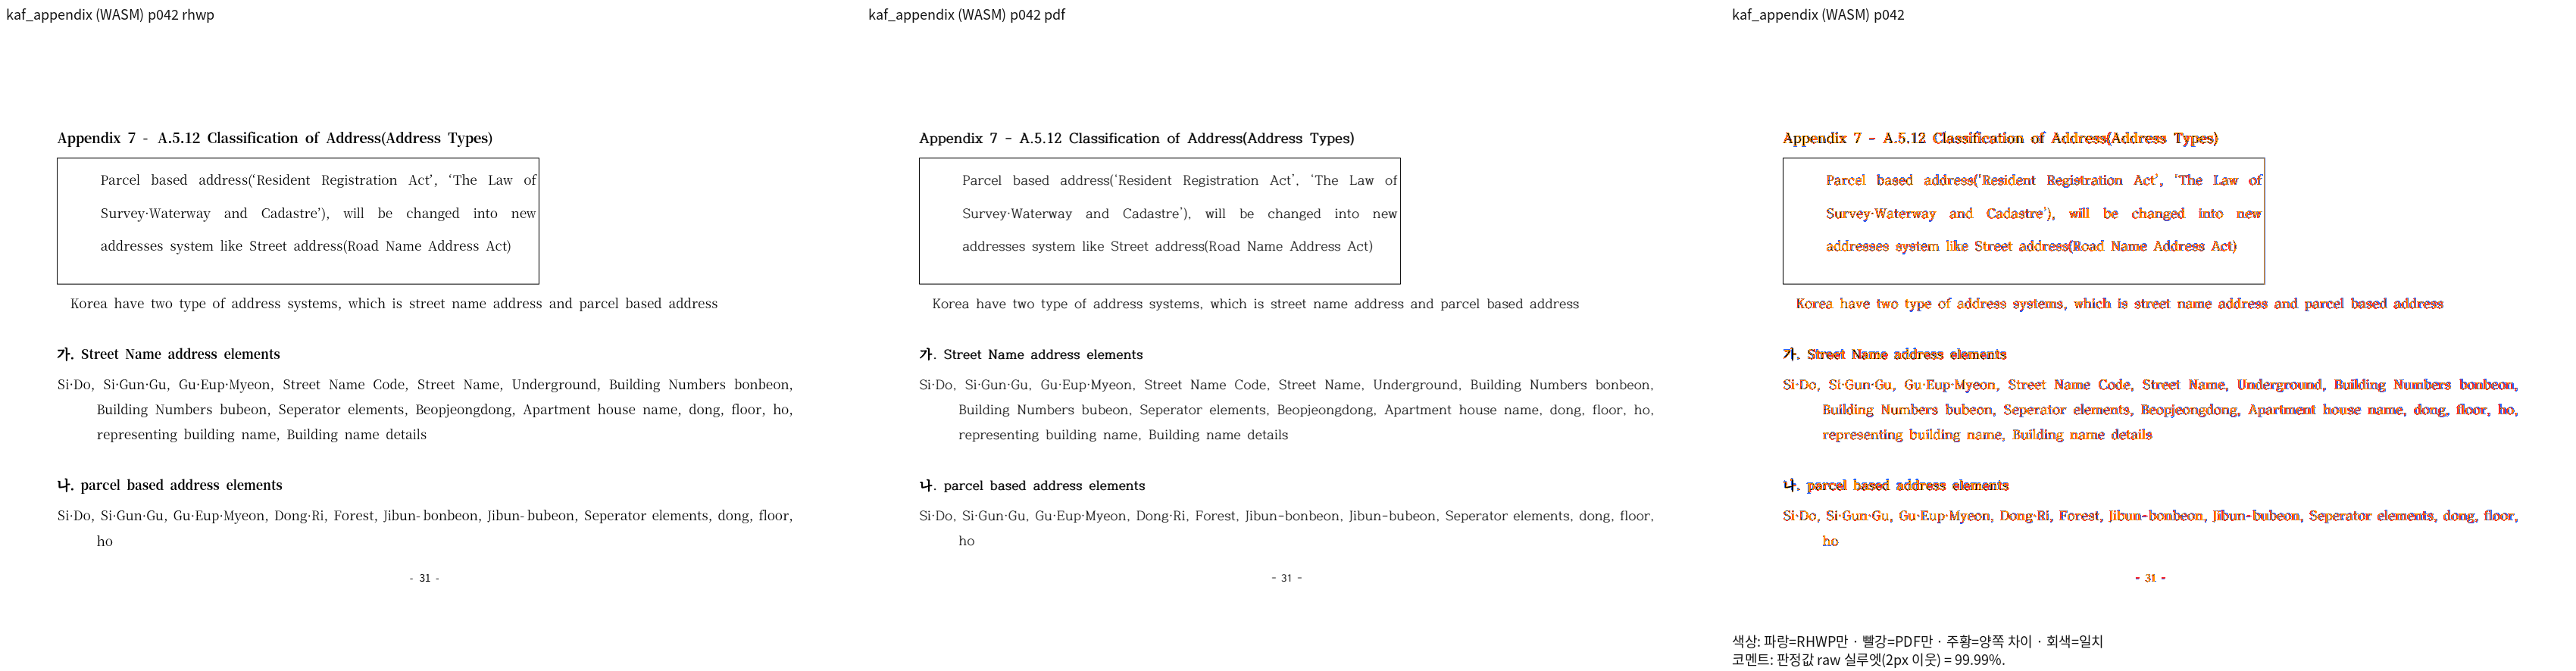 kaf_appendix (WASM) p042 rhwp
Appendix 7 - A.5.12 Classification of Address(Address Types)
Parcel based address(‘Resident Registration Act’, ‘The Law of
Survey·Waterway and Cadastre’), will be changed into new
addresses system like Street address(Road Name Address Act)
Korea have two type of address systems, which is street name address and parcel based address
가. Street Name address elements
Si·Do, Si·Gun·Gu, Gu·Eup·Myeon, Street Name Code, Street Name, Underground, Building Numbers bonbeon,
Building Numbers bubeon, Seperator elements, Beopjeongdong, Apartment house name, dong, floor, ho,
representing building name, Building name details
나. parcel based address elements
Si·Do, Si·Gun·Gu, Gu·Eup·Myeon, Dong·Ri, Forest, Jibun-bonbeon, Jibun-bubeon, Seperator elements, dong, floor,
ho
- 31 -
kaf_appendix (WASM) p042 pdf
Appendix 7 - A.5.12 Classification of Address(Address Types)
Parcel based address(‘Resident Registration Act’, ‘The Law of
Survey·Waterway and Cadastre’), will be changed into new
addresses system like Street address(Road Name Address Act)
Korea have two type of address systems, which is street name address and parcel based address
가. Street Name address elements
Si·Do, Si·Gun·Gu, Gu·Eup·Myeon, Street Name Code, Street Name, Underground, Building Numbers bonbeon,
Building Numbers bubeon, Seperator elements, Beopjeongdong, Apartment house name, dong, floor, ho,
representing building name, Building name details
나. parcel based address elements
Si·Do, Si·Gun·Gu, Gu·Eup·Myeon, Dong·Ri, Forest, Jibun-bonbeon, Jibun-bubeon, Seperator elements, dong, floor,
ho
- 31 -
kaf_appendix (WASM) p042
Appendix 7 - A.5.12 Classification of Address(Address Types)
Parcel based address(‘Resident Registration Act’, ‘The Law of
Survey·Waterway and Cadastre’), will be changed into new
addresses system like Street address(Road Name Address Act)
Korea have two type of address systems, which is street name address and parcel based address
가. Street Name address elements
Si·Do, Si·Gun·Gu, Gu·Eup·Myeon, Street Name Code, Street Name, Underground, Building Numbers bonbeon,
Building Numbers bubeon, Seperator elements, Beopjeongdong, Apartment house name, dong, floor, ho,
representing building name, Building name details
나. parcel based address elements
Si·Do, Si·Gun·Gu, Gu·Eup·Myeon, Dong·Ri, Forest, Jibun-bonbeon, Jibun-bubeon, Seperator elements, dong, floor,
ho
- 31 -
색상: 파랑=RHWP만 · 빨강=PDF만 · 주황=양쪽 차이 · 회색=일치
코멘트: 판정값 raw 실루엣(2px 이웃) = 99.99%.